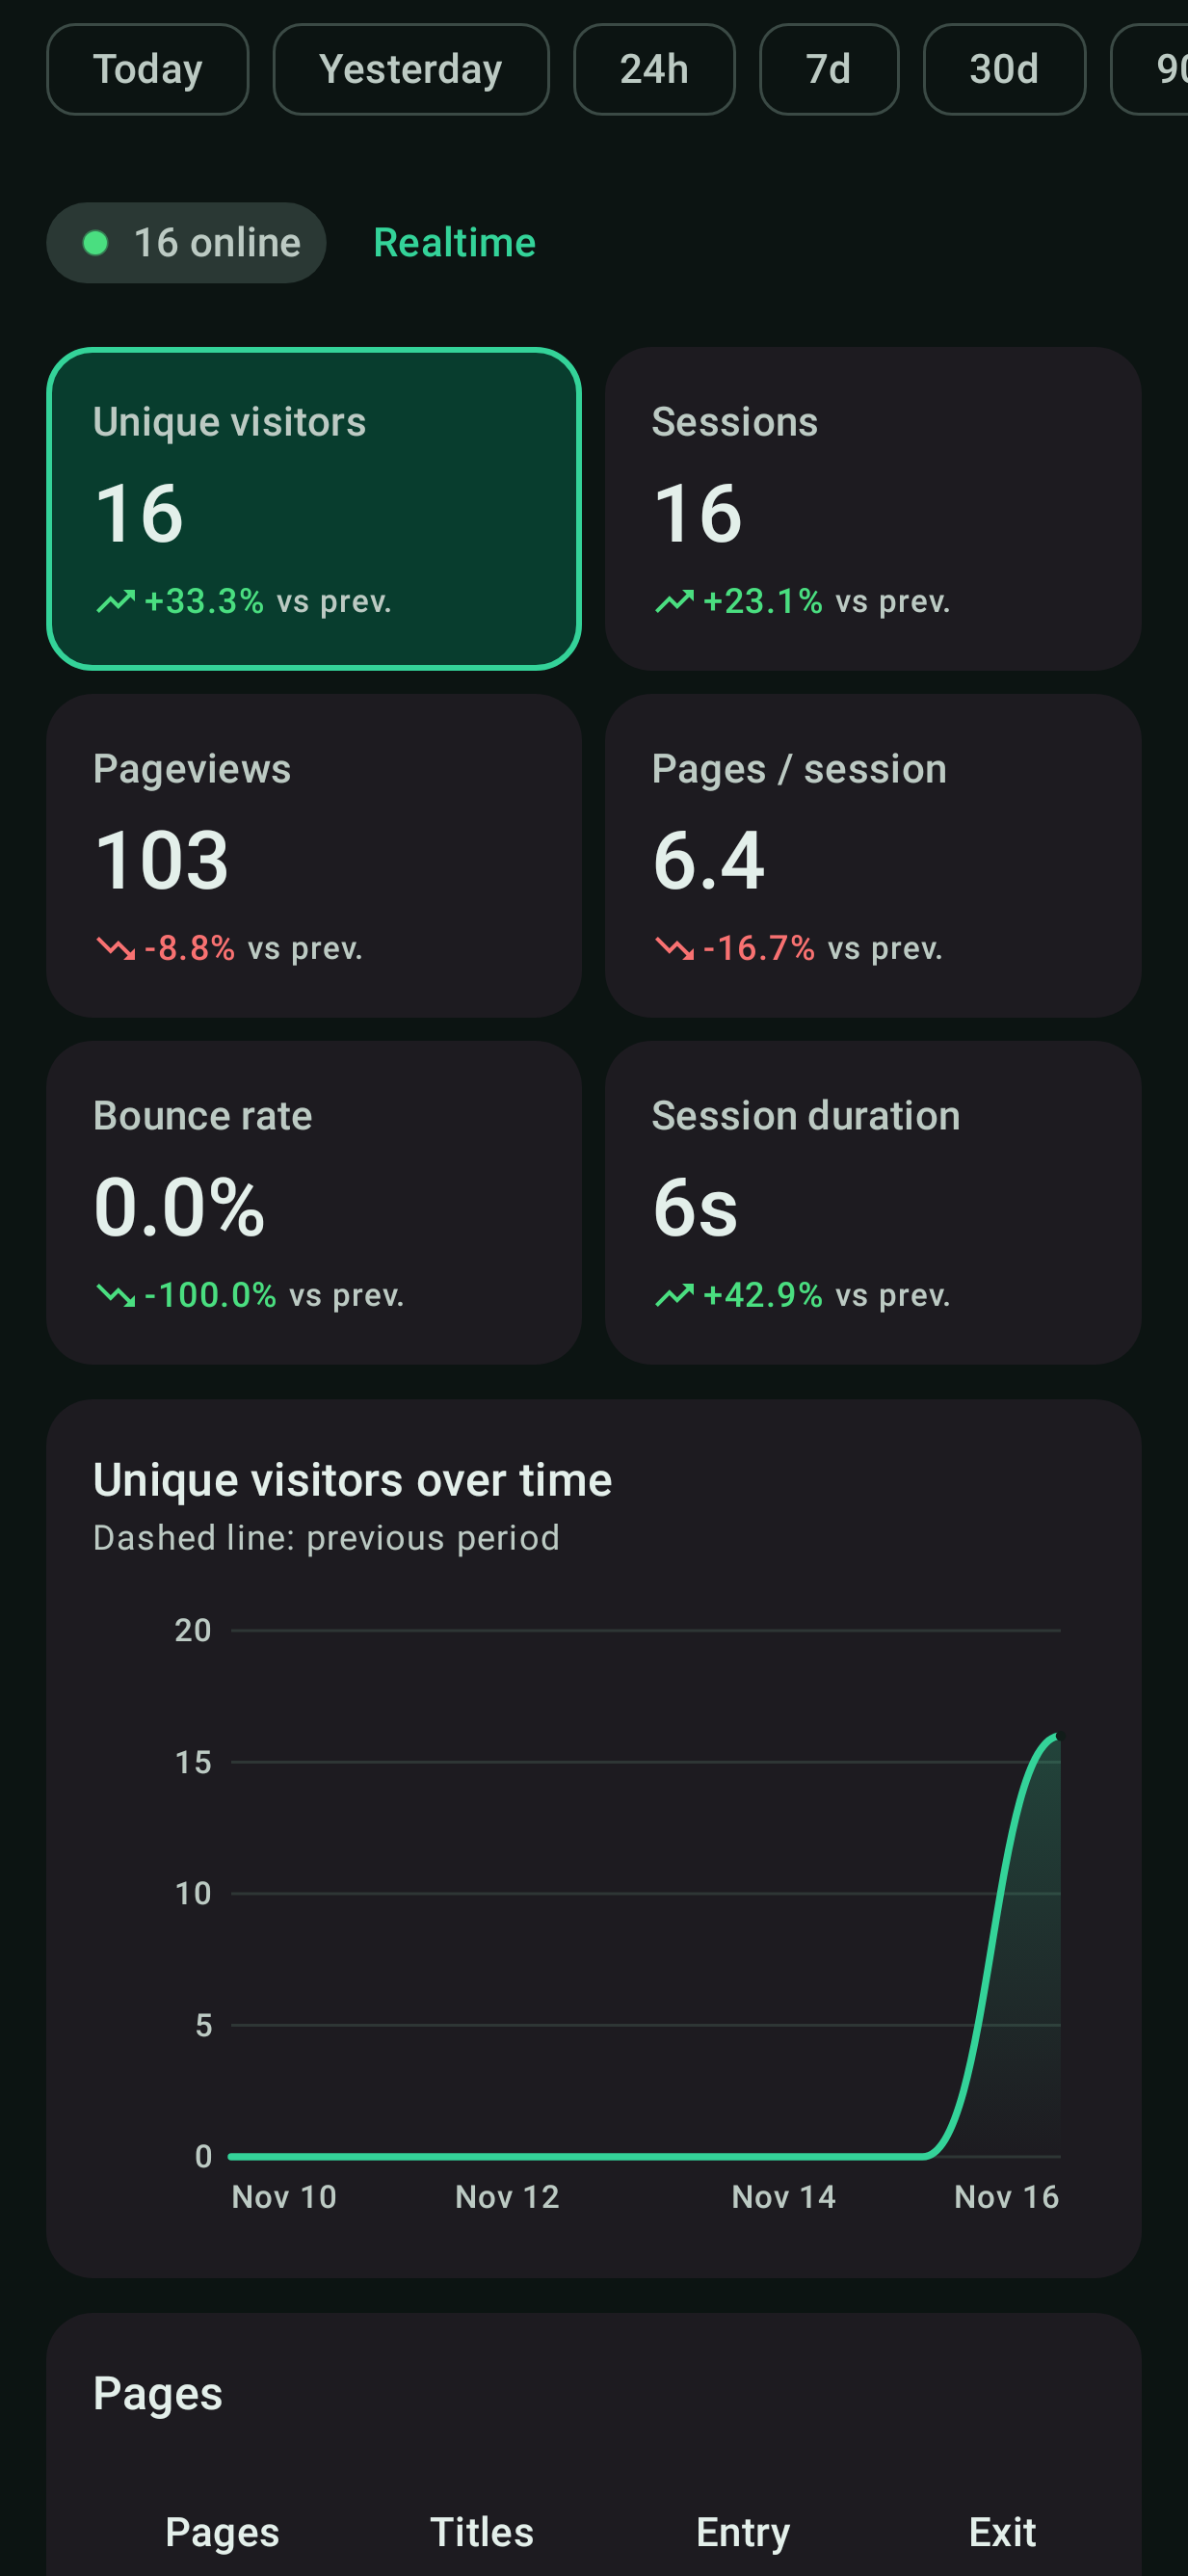 Today Yesterday 24h 7d 30d 90
16 online Realtime
Unique visitors
16
+33.3% vs prev.
Sessions
16
+23.1% vs prev.
Pageviews
103
-8.8% vs prev.
Pages / session
6.4
-16.7% vs prev.
Bounce rate
0.0%
-100.0% vs prev.
Session duration
6s
+42.9% vs prev.
Unique visitors over time
Dashed line: previous period
20
15
10
5
0
Nov 10 Nov 12 Nov 14 Nov 16
Pages
Pages Titles Entry Exit